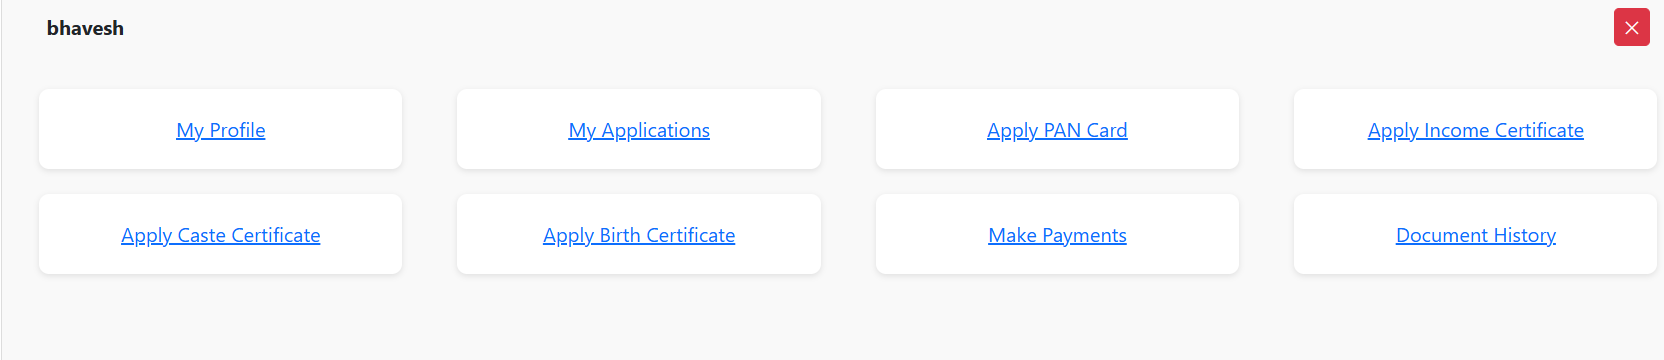 bhavesh
My Profile
My Applications
Apply PAN Card
Apply Income Certificate
Apply Caste Certificate
Apply Birth Certificate
Make Payments
Document History